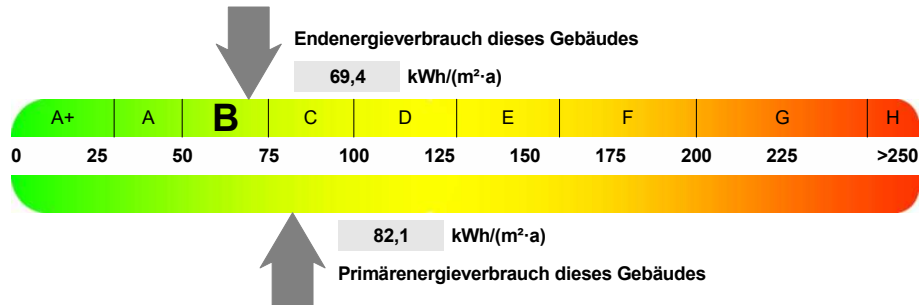 Endenergieverbrauch dieses Gebäudes
69,4 kWh/(m²·a)
A+ A B C D E F G H
0 25 50 75 100 125 150 175 200 225 >250
82,1 kWh/(m²·a)
Primärenergieverbrauch dieses Gebäudes